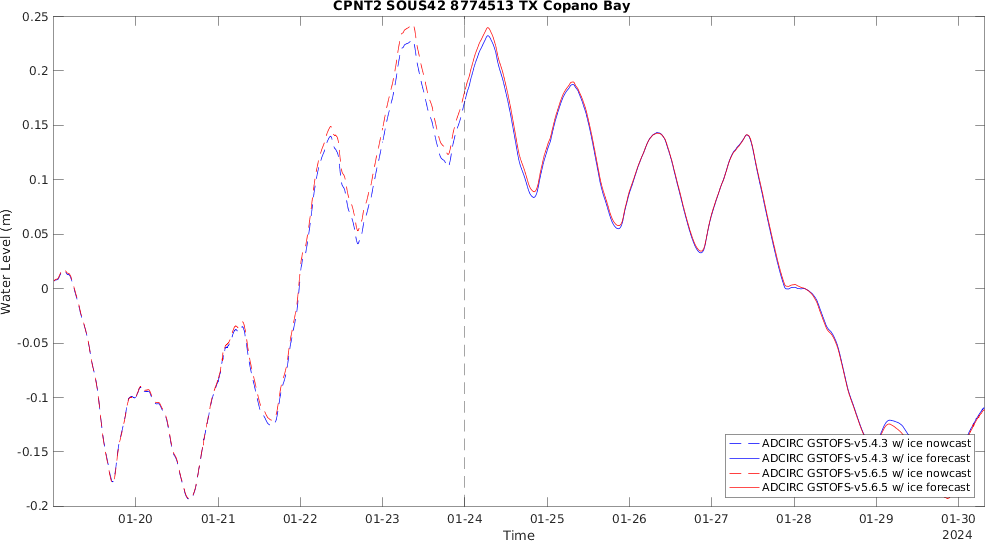 CPNT2 SOUS42 8774513 TX Copano Bay
0.25
0.2
0.15
0.1
0.05
0
-0.05
-0.1
-0.15
-0.2
Water Level (m)
ADCIRC GSTOFS-v5.4.3 w/ ice nowcast
ADCIRC GSTOFS-v5.4.3 w/ ice forecast
ADCIRC GSTOFS-v5.6.5 w/ ice nowcast
ADCIRC GSTOFS-v5.6.5 w/ ice forecast
01-20 01-21 01-22 01-23 01-24 01-25 01-26 01-27 01-28 01-29 01-30
Time 2024